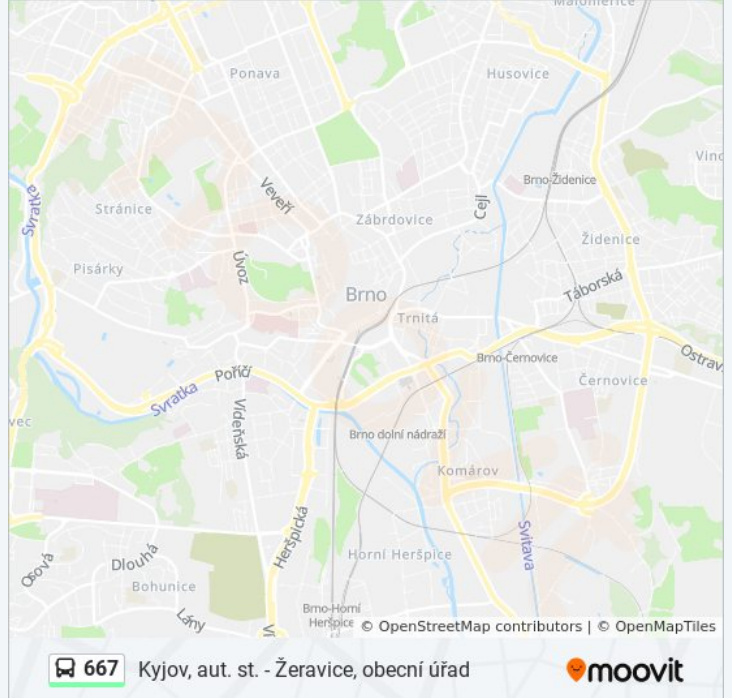 Maloměřice
Ponava
Husovice
Vino
Brno-Židenice
Svratka
Veveří
Cejl
Stránice
Zábrdovice
Židenice
Úvoz
Pisárky
Táborská
Brno
Trnitá
Ostrav
Brno-Černovice
Poříčí
Černovice
Svratka
vec
Vídeňská
Brno dolní nádraží
Komárov
Heršpická
Svitava
Horní Heršpice
Osová
Dlouhá
Bohunice
Lány
Brno-Horní
Heršpice
Ví
© OpenStreetMap contributors | © OpenMapTiles
667 Kyjov, aut. st. - Žeravice, obecní úřad
moovit